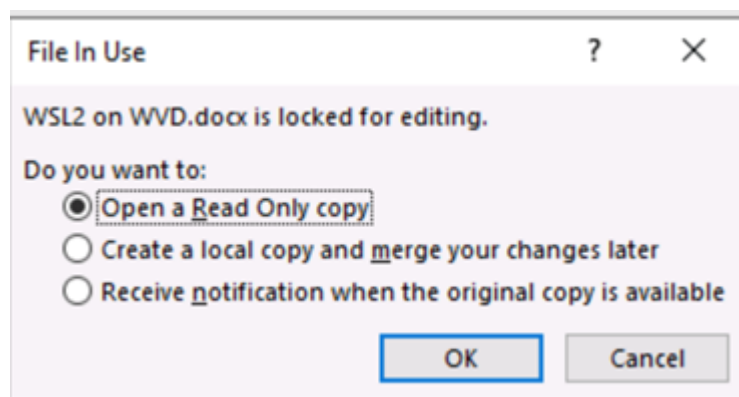 File In Use ? ×
WSL2 on WVD.docx is locked for editing.
Do you want to:
Open a Read Only copy
Create a local copy and merge your changes later
Receive notification when the original copy is available
OK Cancel